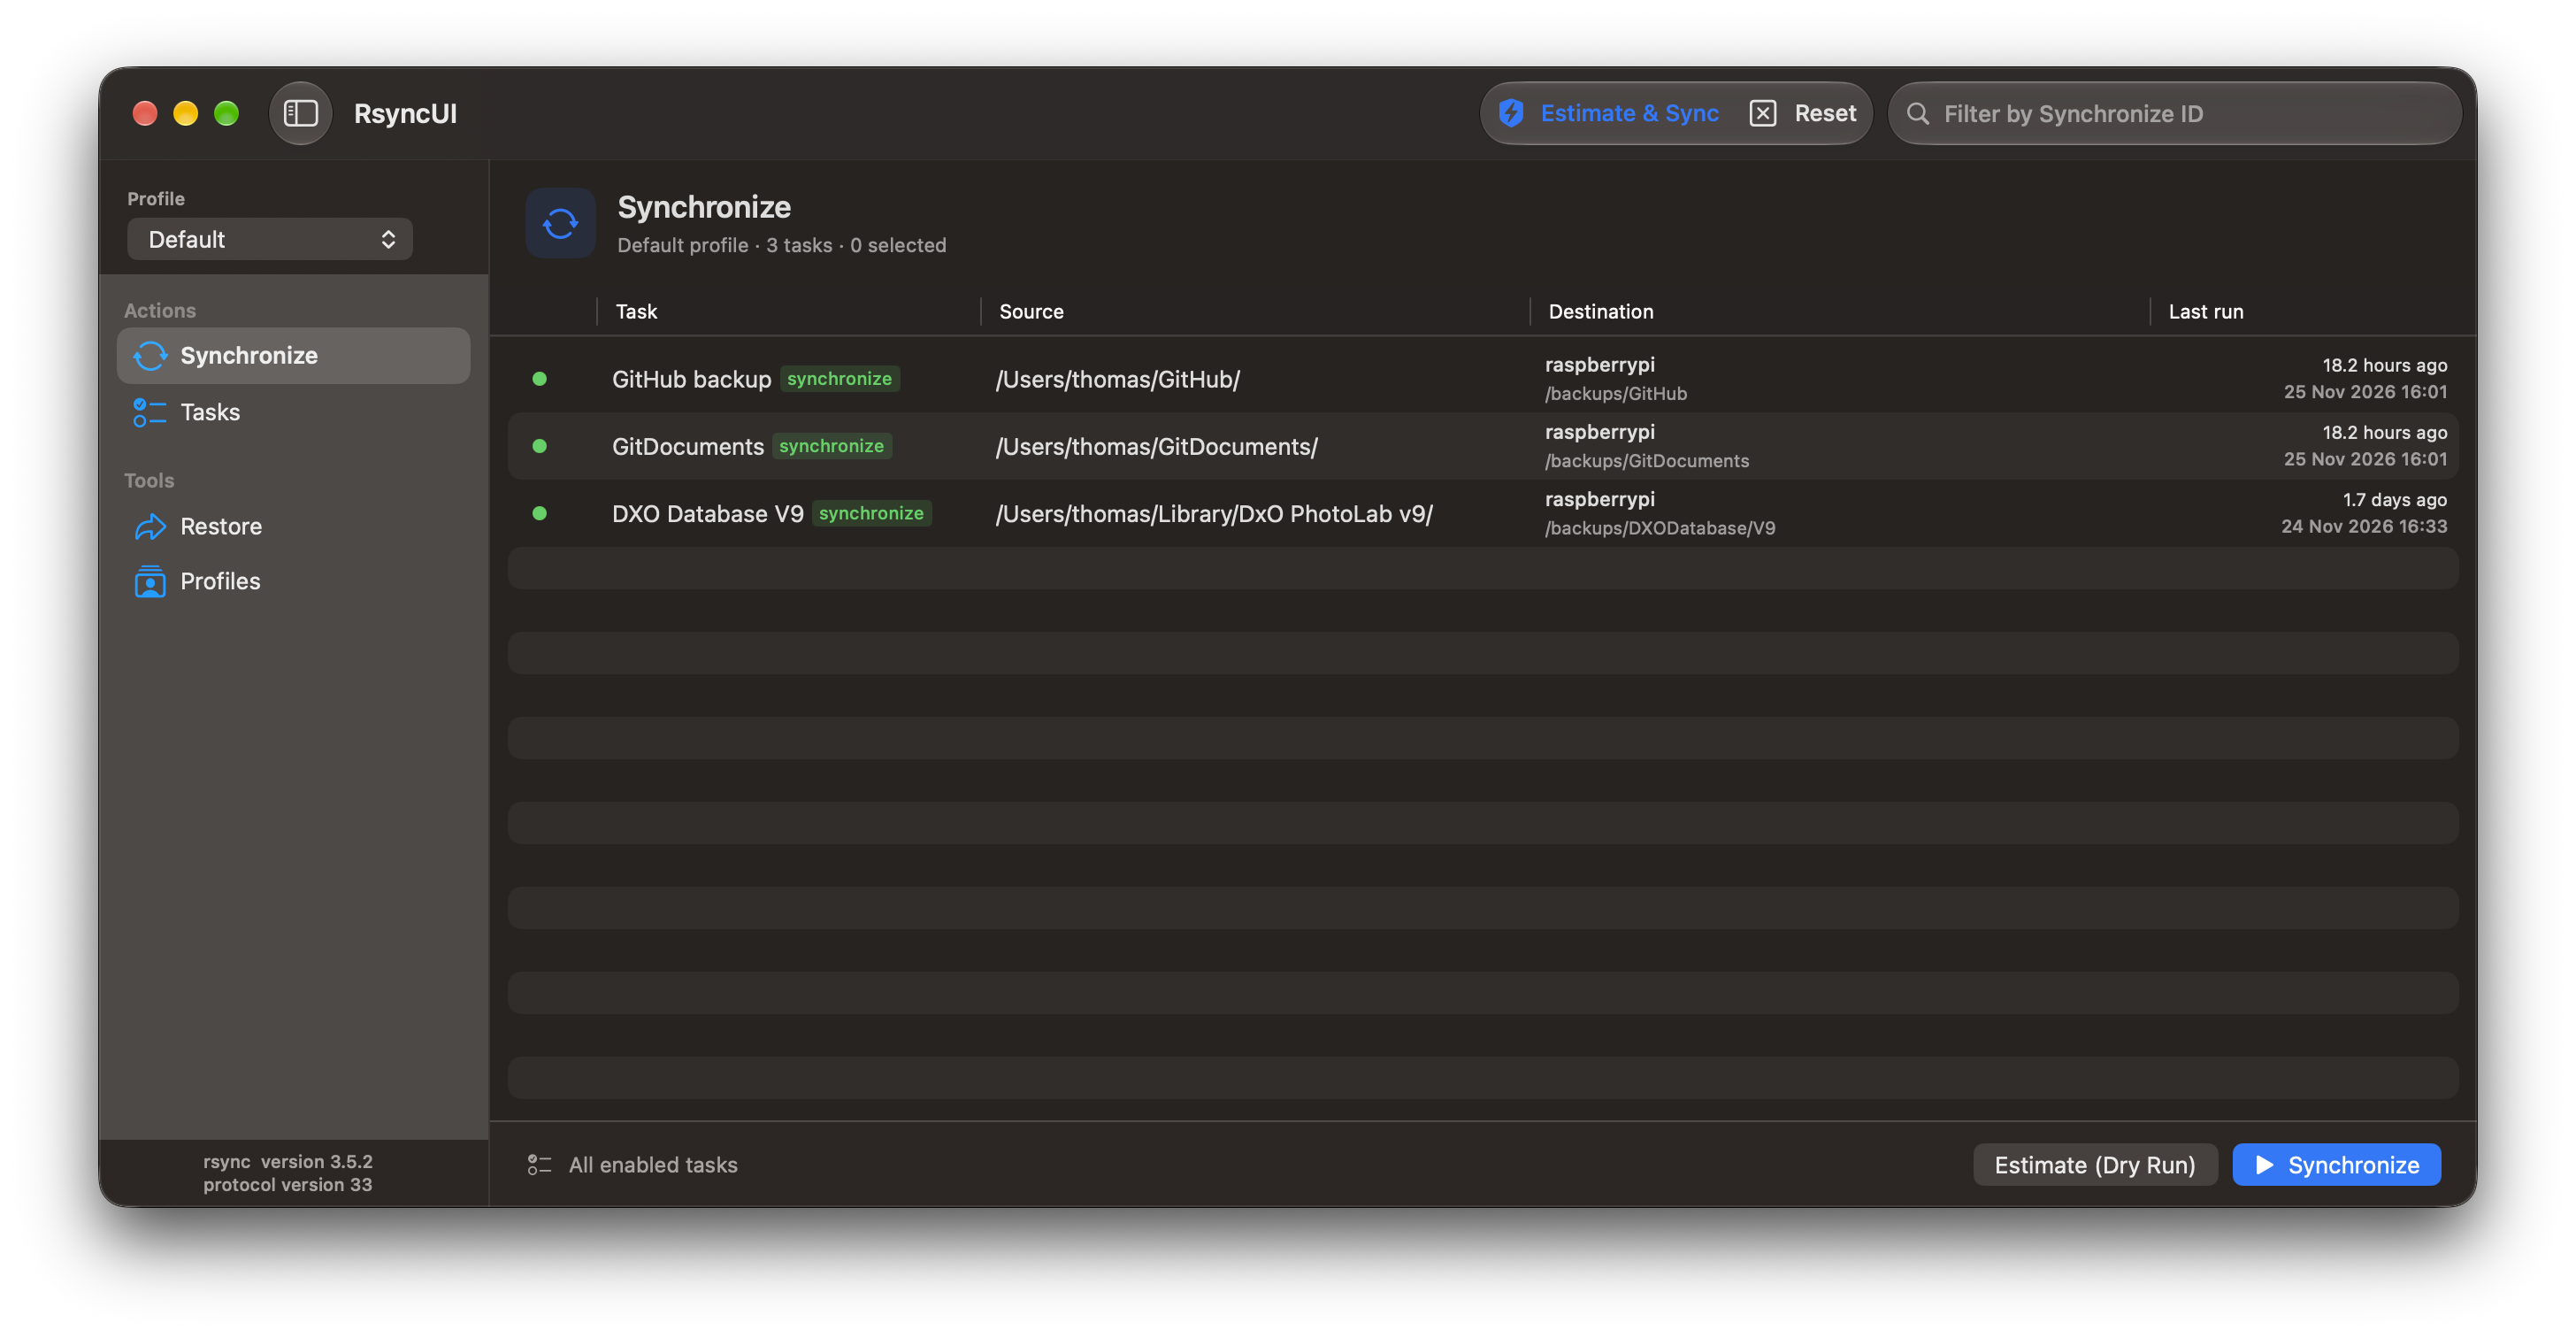 RsyncUI
Estimate & Sync
Reset
Filter by Synchronize ID
Profile
Default
Actions
Synchronize
Tasks
Tools
Restore
Profiles
rsync  version 3.5.2
protocol version 33
Synchronize
Default profile · 3 tasks · 0 selected
Task Source Destination Last run
GitHub backup synchronize /Users/thomas/GitHub/ raspberrypi 18.2 hours ago
/backups/GitHub 25 Nov 2026 16:01
GitDocuments synchronize /Users/thomas/GitDocuments/ raspberrypi 18.2 hours ago
/backups/GitDocuments 25 Nov 2026 16:01
DXO Database V9 synchronize /Users/thomas/Library/DxO PhotoLab v9/ raspberrypi 1.7 days ago
/backups/DXODatabase/V9 24 Nov 2026 16:33
All enabled tasks
Estimate (Dry Run)
Synchronize